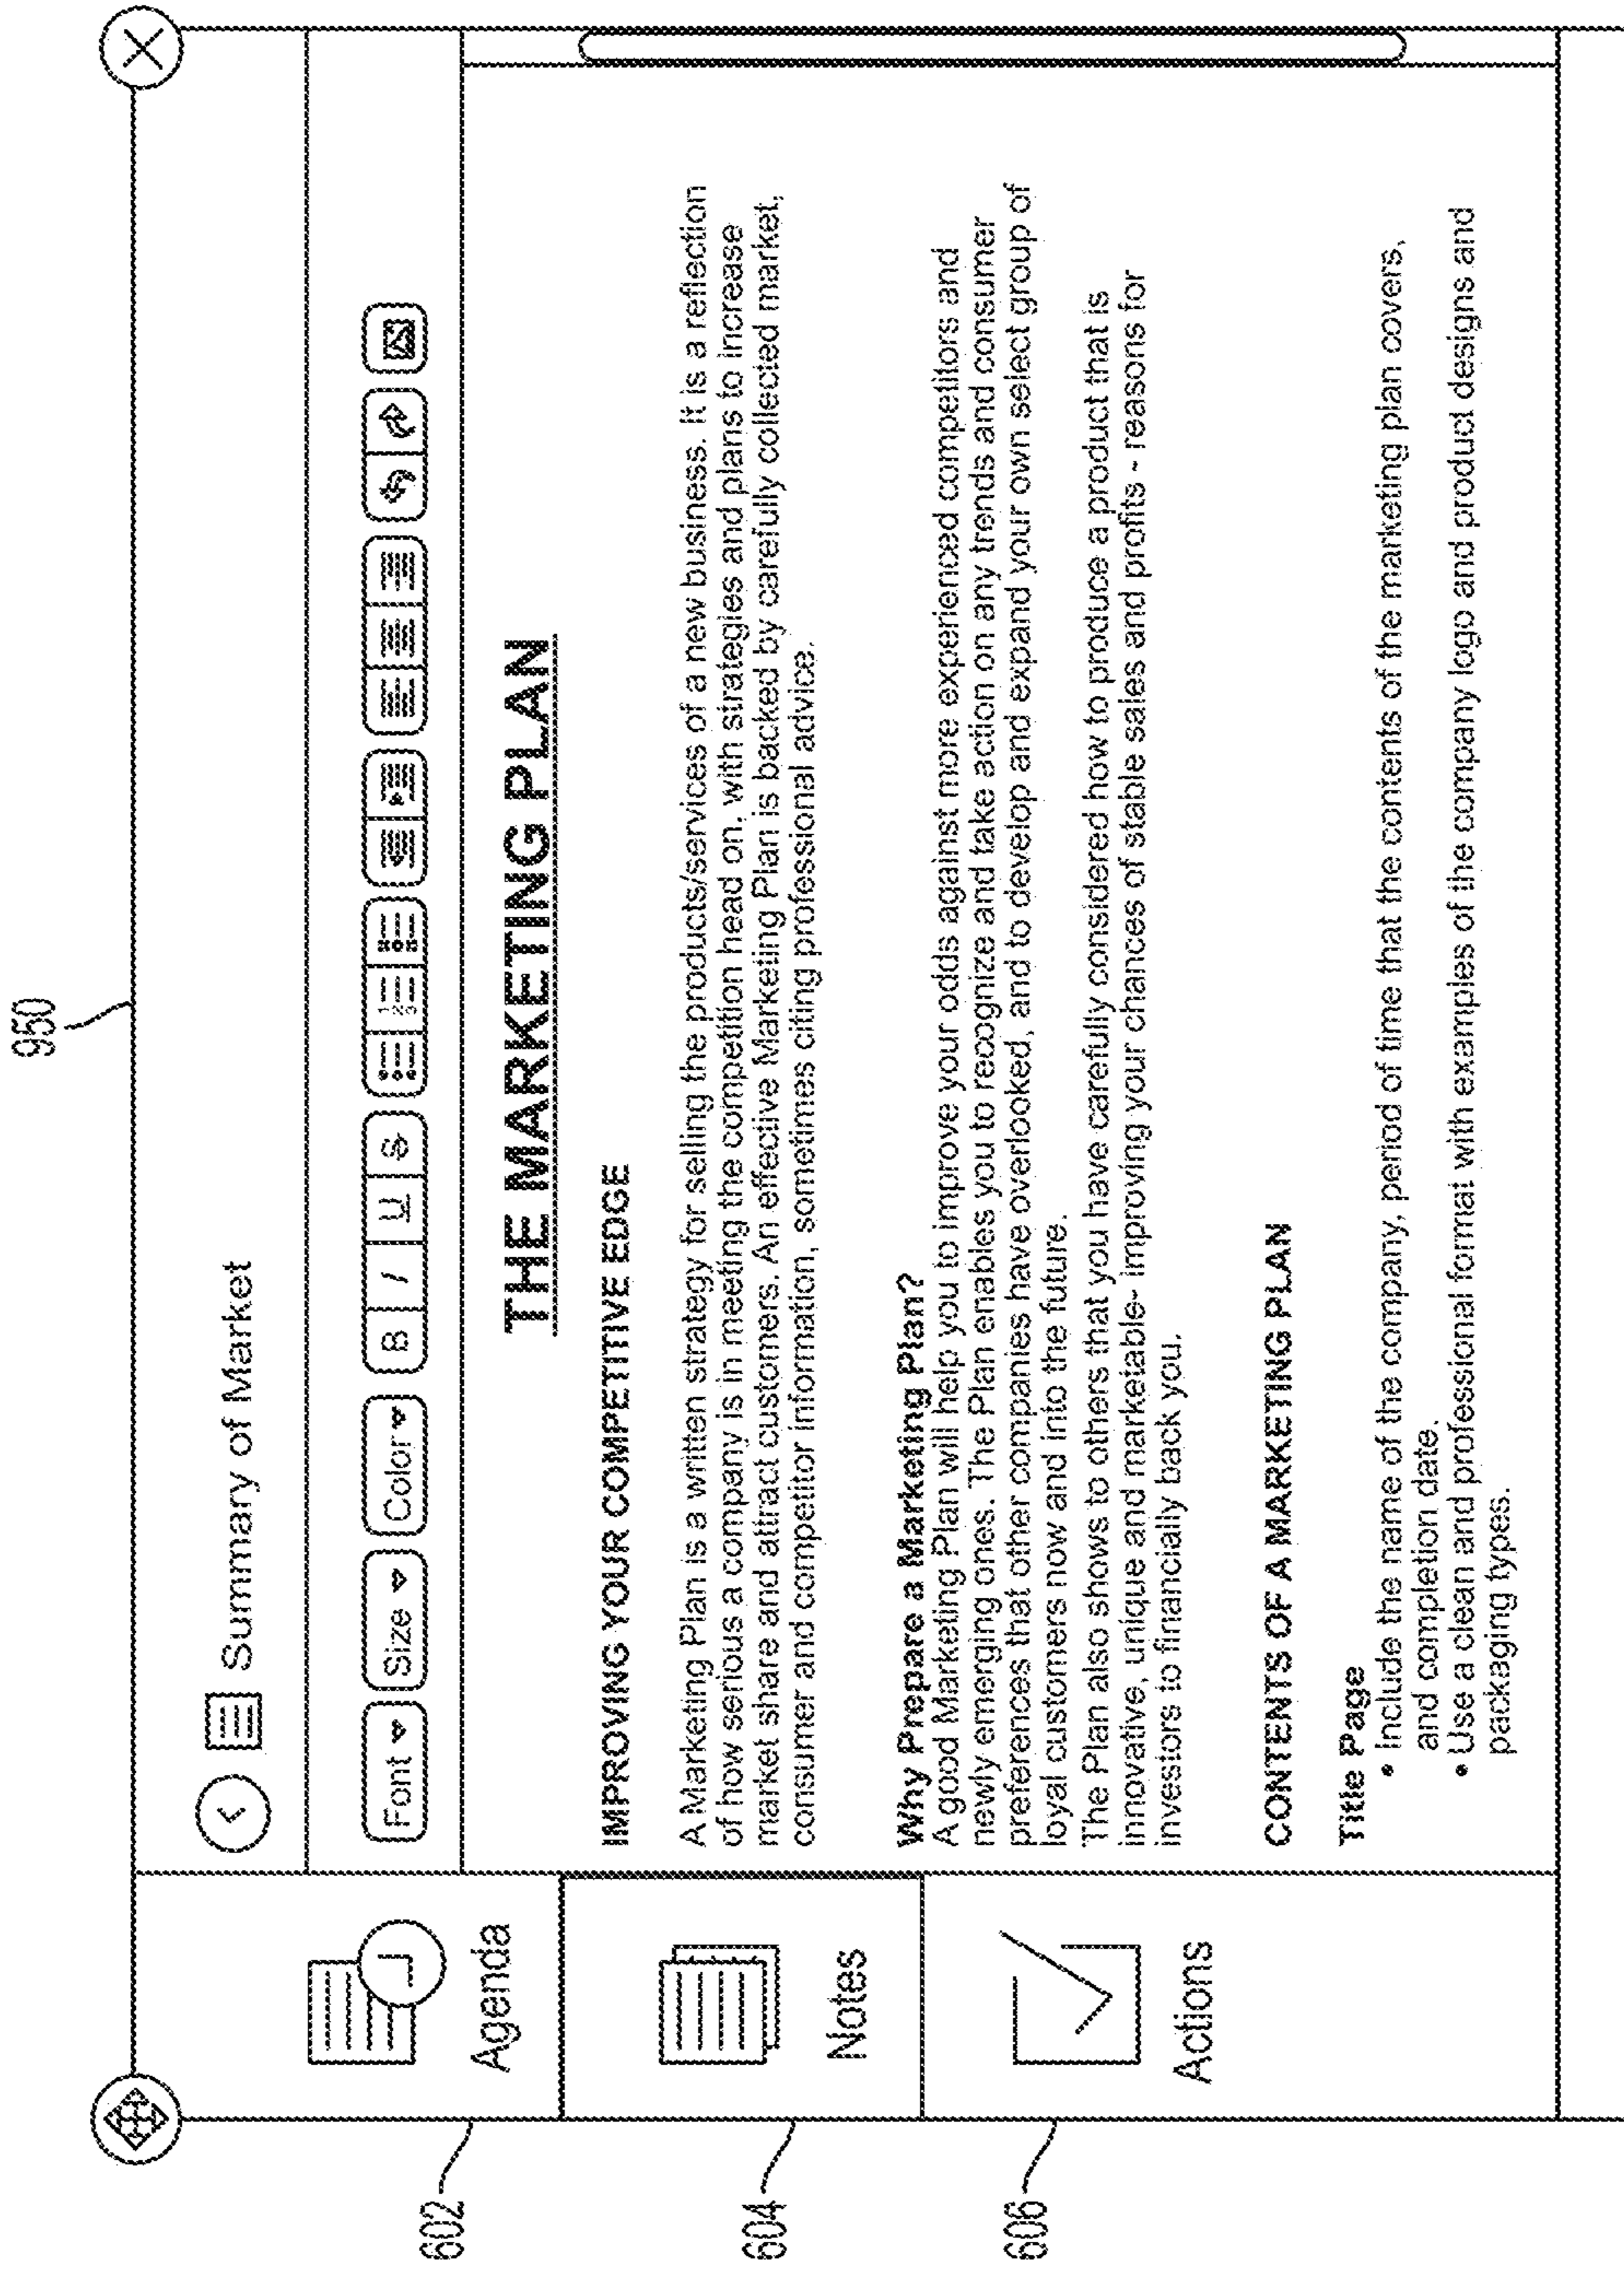 950
Summary of Market
Font Size Color B I U S
602
Agenda
604
Notes
606
Actions
THE MARKETING PLAN
IMPROVING YOUR COMPETITIVE EDGE
A Marketing Plan is a written strategy for selling the products/services of a new business. It is a reflection
of how serious a company is in meeting the competition head on, with strategies and plans to increase
market share and attract customers. An effective Marketing Plan is backed by carefully collected market,
consumer and competitor information, sometimes citing professional advice.
Why Prepare a Marketing Plan?
A good Marketing Plan will help you to improve your odds against more experienced competitors and
newly emerging ones. The Plan enables you to recognize and take action on any trends and consumer
preferences that other companies have overlooked, and to develop and expand your own select group of
loyal customers now and into the future.
The Plan also shows to others that you have carefully considered how to produce a product that is
innovative, unique and marketable- improving your chances of stable sales and profits - reasons for
investors to financially back you.
CONTENTS OF A MARKETING PLAN
Title Page
• Include the name of the company, period of time that the contents of the marketing plan covers,
and completion date.
• Use a clean and professional format with examples of the company logo and product designs and
packaging types.